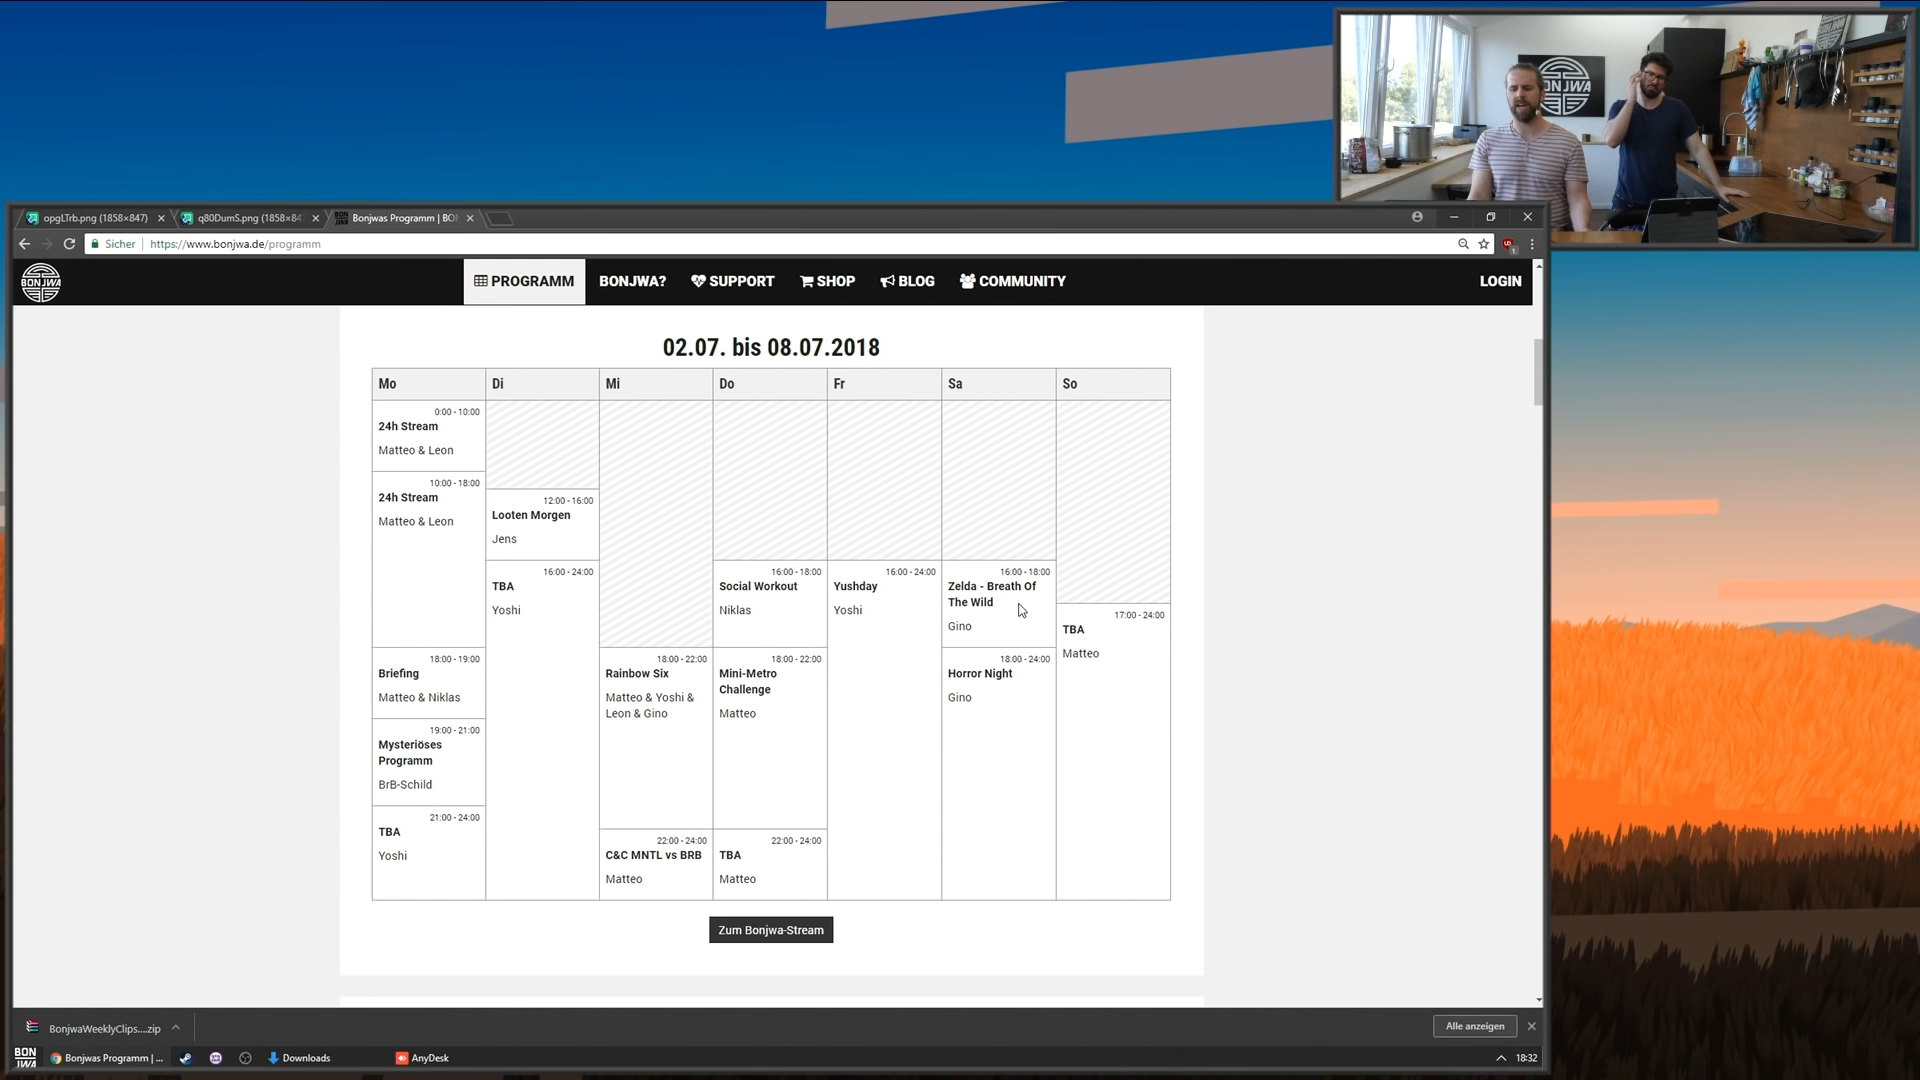 BONJWA
opgLTrb.png (1858×847)
q80DumS.png (1858×84
Bonjwas Programm | BO
Sicher
https://www.bonjwa.de/programm
BONJWA
PROGRAMM
BONJWA?
SUPPORT
SHOP
BLOG
COMMUNITY
LOGIN
02.07. bis 08.07.2018
Mo
Di
Mi
Do
Fr
Sa
So
0:00 - 10:00
24h Stream
Matteo & Leon
10:00 - 18:00
24h Stream
Matteo & Leon
18:00 - 19:00
Briefing
Matteo & Niklas
19:00 - 21:00
Mysteriöses
Programm
BrB-Schild
21:00 - 24:00
TBA
Yoshi
12:00 - 16:00
Looten Morgen
Jens
16:00 - 24:00
TBA
Yoshi
18:00 - 22:00
Rainbow Six
Matteo & Yoshi &
Leon & Gino
22:00 - 24:00
C&C MNTL vs BRB
Matteo
16:00 - 18:00
Social Workout
Niklas
18:00 - 22:00
Mini-Metro
Challenge
Matteo
22:00 - 24:00
TBA
Matteo
16:00 - 24:00
Yushday
Yoshi
16:00 - 18:00
Zelda - Breath Of
The Wild
Gino
18:00 - 24:00
Horror Night
Gino
17:00 - 24:00
TBA
Matteo
Zum Bonjwa-Stream
BonjwaWeeklyClips....zip
Alle anzeigen
BON
JWA
Bonjwas Programm | ...
Downloads
AnyDesk
18:32